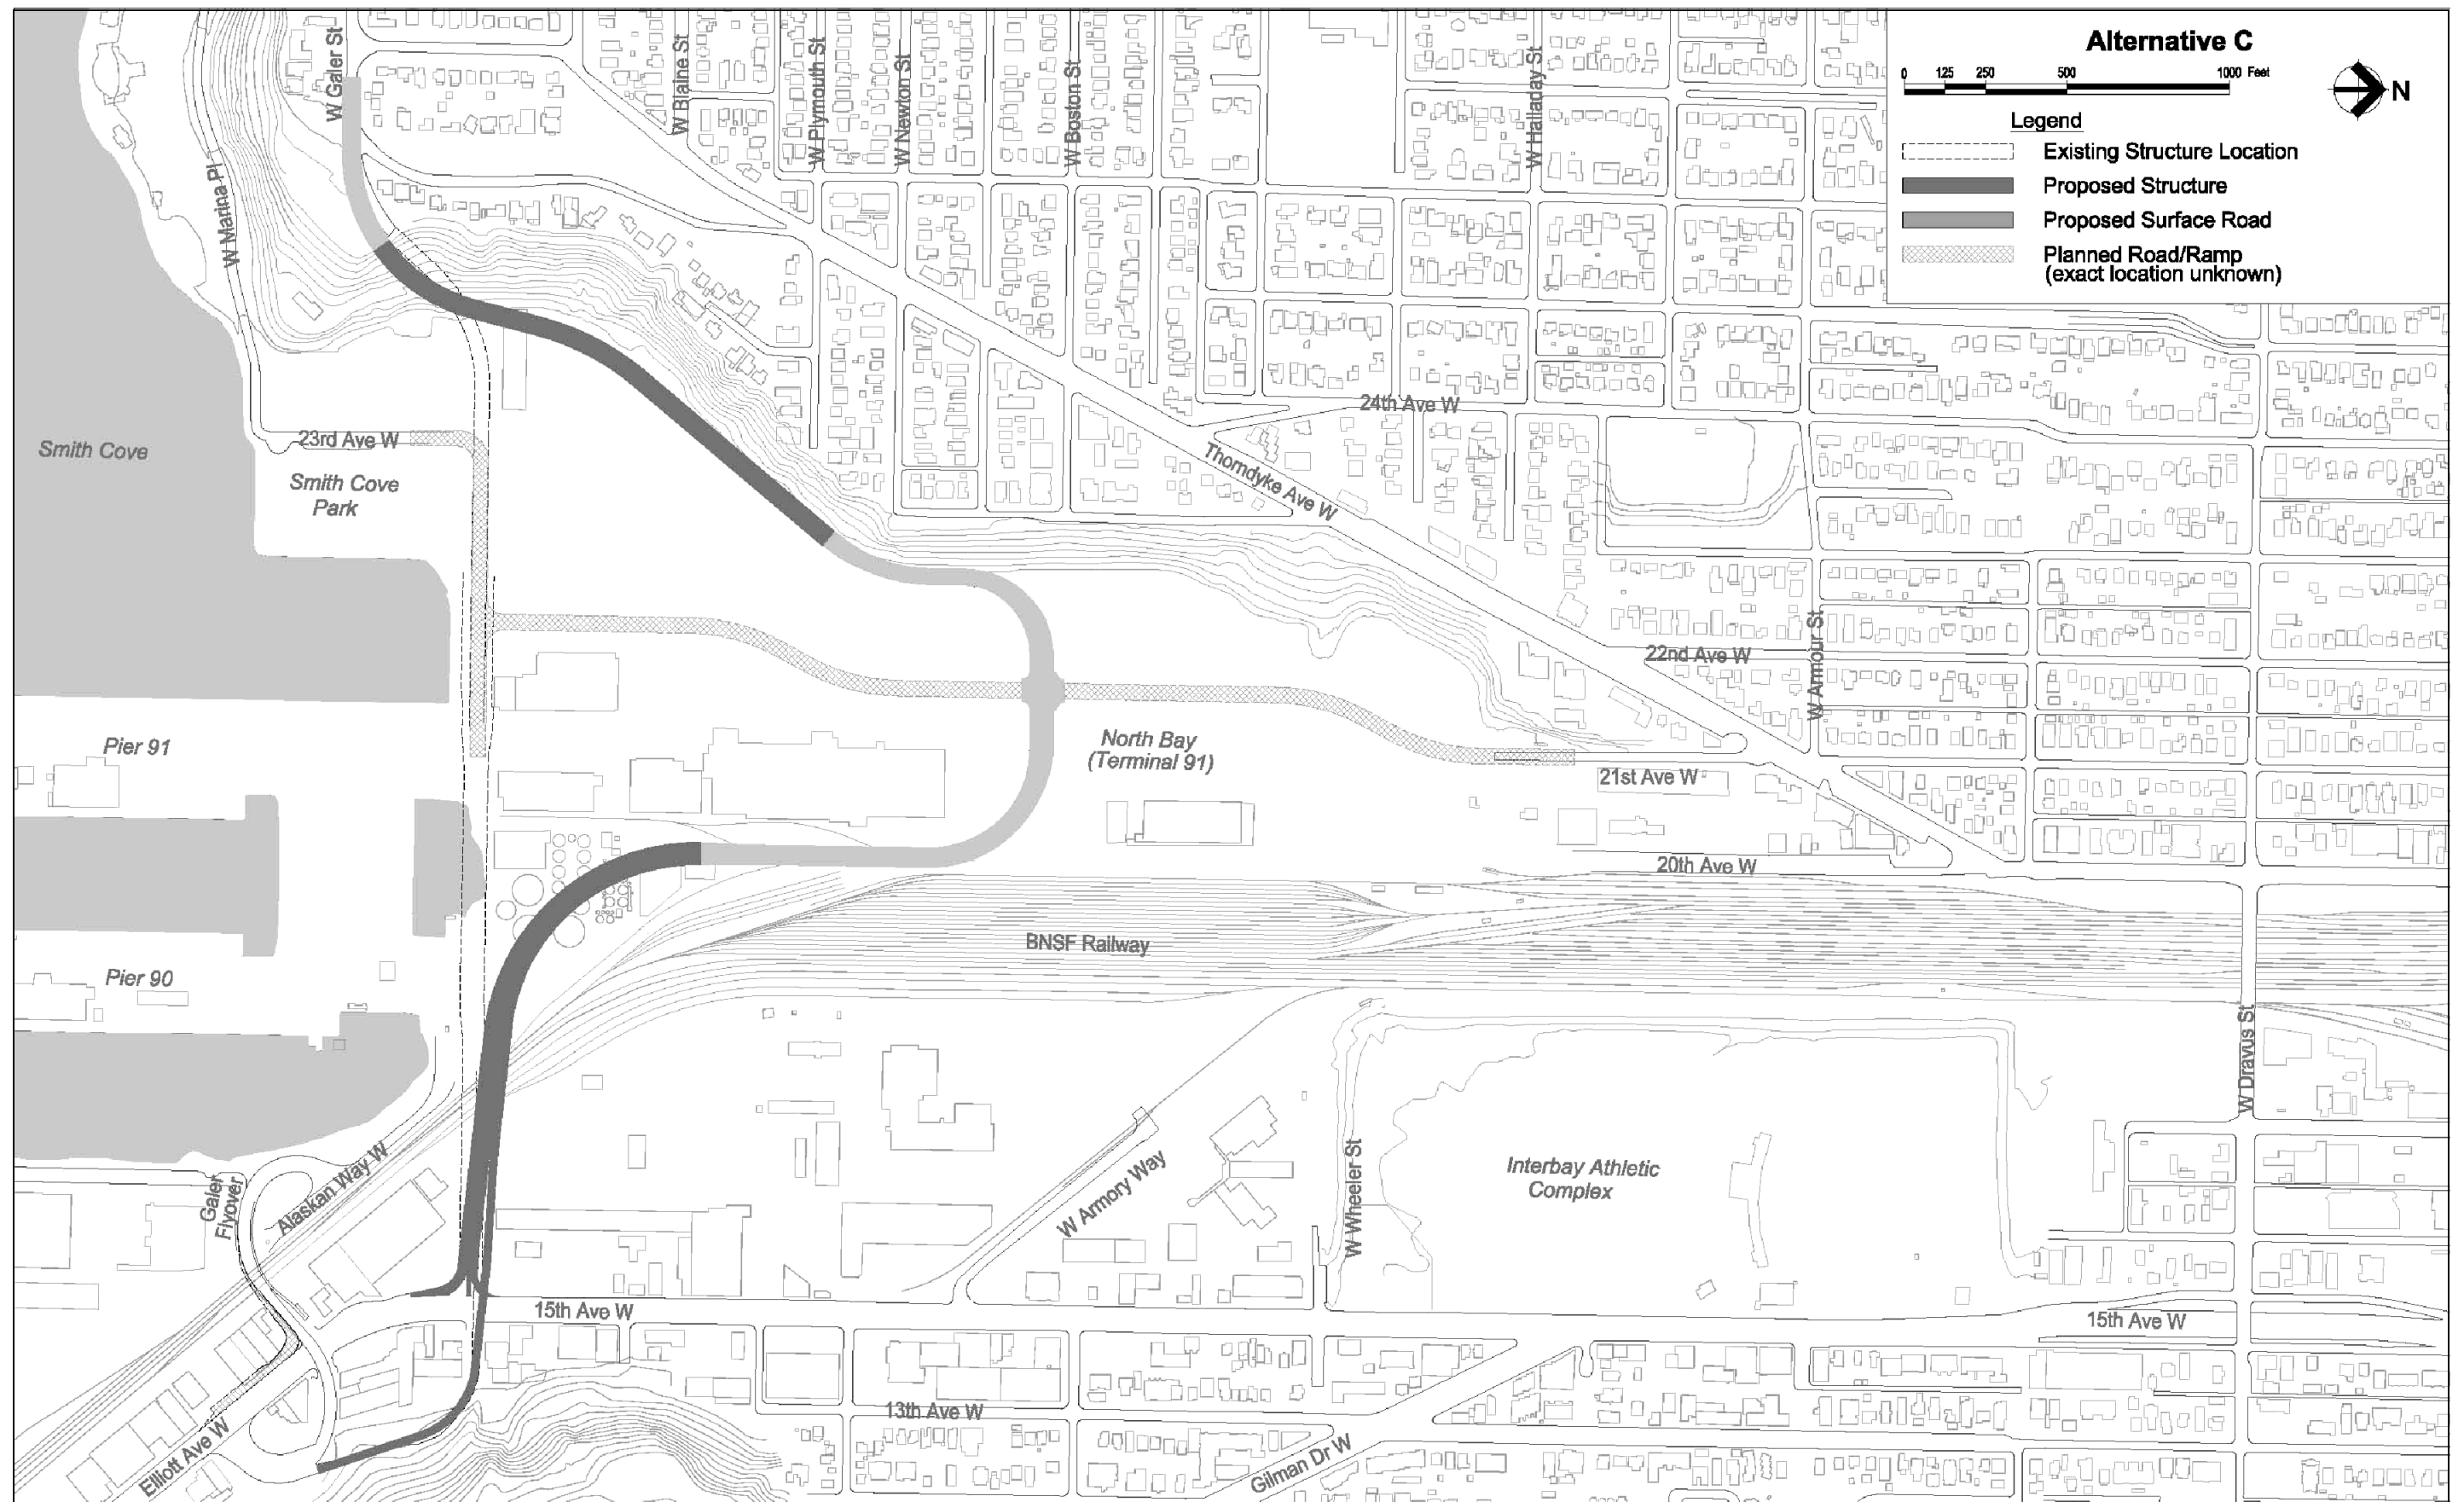 Alternative C
0 125 250 500 1000 Feet
N
Legend
Existing Structure Location
Proposed Structure
Proposed Surface Road
Planned Road/Ramp
(exact location unknown)
W Galer St
W Blaine St
W Plymouth St
W Newton St
W Boston St
W Halladay St
W Marina Pl
24th Ave W
Thorndyke Ave W
Smith Cove
23rd Ave W
Smith Cove
Park
W Armour St
22nd Ave W
Pier 91
North Bay
(Terminal 91)
21st Ave W
20th Ave W
BNSF Railway
Pier 90
W Dravus St
Alaskan Way W
Galer
Flyover
W Armory Way
W Wheeler St
Interbay Athletic
Complex
15th Ave W
15th Ave W
13th Ave W
Elliott Ave W
Gilman Dr W